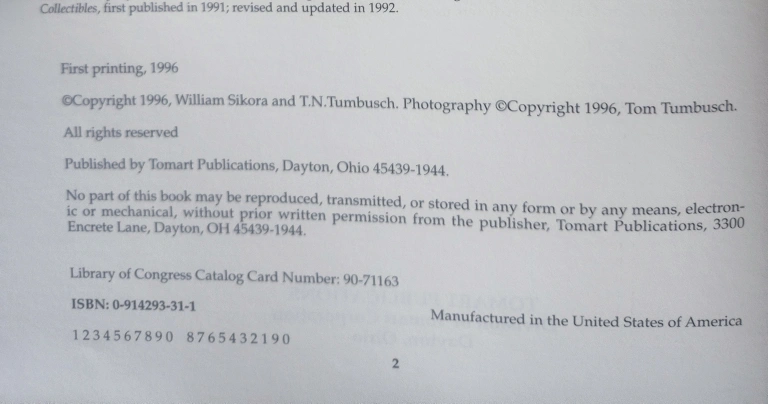 Collectibles, first published in 1991; revised and updated in 1992.
First printing, 1996
©Copyright 1996, William Sikora and T.N.Tumbusch. Photography ©Copyright 1996, Tom Tumbusch.
All rights reserved
Published by Tomart Publications, Dayton, Ohio 45439-1944.
No part of this book may be reproduced, transmitted, or stored in any form or by any means, electron-
ic or mechanical, without prior written permission from the publisher, Tomart Publications, 3300
Encrete Lane, Dayton, OH 45439-1944.
Library of Congress Catalog Card Number: 90-71163
ISBN: 0-914293-31-1
Manufactured in the United States of America
1 2 3 4 5 6 7 8 9 0 8 7 6 5 4 3 2 1 9 0
2